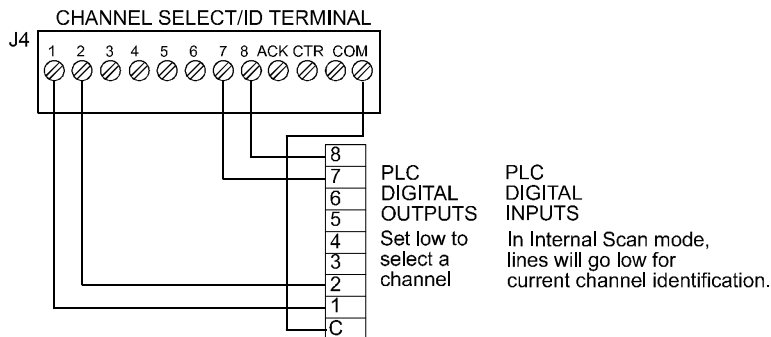 CHANNEL SELECT/ID TERMINAL
J4
1 2 3 4 5 6 7 8 ACK CTR COM
8
7
6
5
4
3
2
1
C
PLC
DIGITAL
OUTPUTS
Set low to
select a
channel
PLC
DIGITAL
INPUTS
In Internal Scan mode,
lines will go low for
current channel identification.